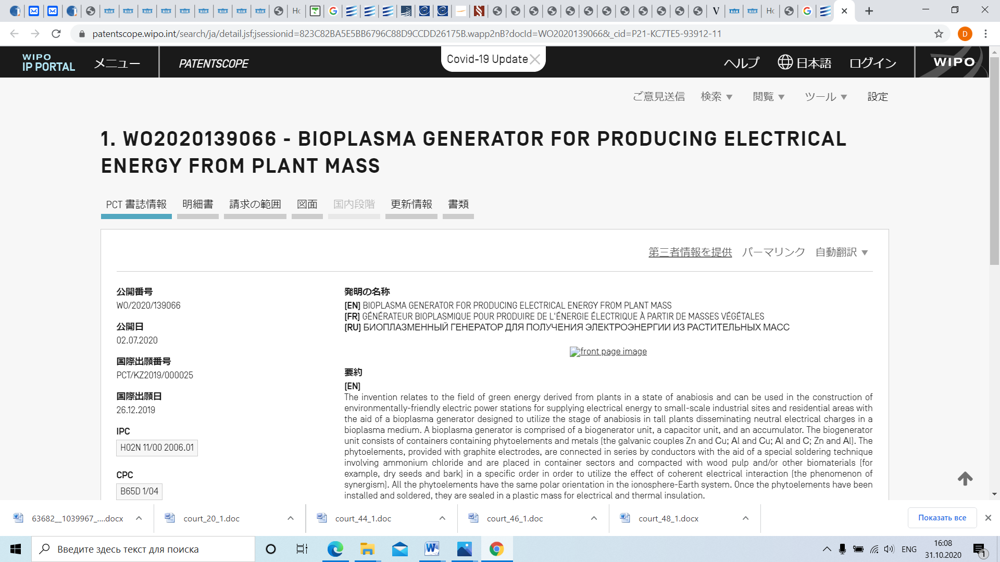 Нс
V
Нс
patentscope.wipo.int/search/ja/detail.jsf;jsessionid=823C82BA5E5BB6796C88D9CCDD26175B.wapp2nB?docId=WO2020139066&_cid=P21-KC7TE5-93912-11
D
WIPO
IP PORTAL
メニュー
PATENTSCOPE
Covid-19 Update
ヘルプ
日本語
ログイン
WIPO
ご意見送信
検索
閲覧
ツール
設定
1. WO2020139066 - BIOPLASMA GENERATOR FOR PRODUCING ELECTRICAL
ENERGY FROM PLANT MASS
PCT 書誌情報
明細書
請求の範囲
図面
国内段階
更新情報
書類
第三者情報を提供
パーマリンク
自動翻訳
公開番号
WO/2020/139066
公開日
02.07.2020
国際出願番号
PCT/KZ2019/000025
国際出願日
26.12.2019
IPC
H02N 11/00 2006.01
CPC
B65D 1/04
発明の名称
[EN] BIOPLASMA GENERATOR FOR PRODUCING ELECTRICAL ENERGY FROM PLANT MASS
[FR] GÉNÉRATEUR BIOPLASMIQUE POUR PRODUIRE DE L'ÉNERGIE ÉLECTRIQUE À PARTIR DE MASSES VÉGÉTALES
[RU] БИОПЛАЗМЕННЫЙ ГЕНЕРАТОР ДЛЯ ПОЛУЧЕНИЯ ЭЛЕКТРОЭНЕРГИИ ИЗ РАСТИТЕЛЬНЫХ МАСС
front page image
要約
[EN]
The invention relates to the field of green energy derived from plants in a state of anabiosis and can be used in the construction of
environmentally-friendly electric power stations for supplying electrical energy to small-scale industrial sites and residential areas with
the aid of a bioplasma generator designed to utilize the stage of anabiosis in tall plants disseminating neutral electrical charges in a
bioplasma medium. A bioplasma generator is comprised of a biogenerator unit, a capacitor unit, and an accumulator. The biogenerator
unit consists of containers containing phytoelements and metals (the galvanic couples Zn and Cu; Al and Cu; Al and C; Zn and Al). The
phytoelements, provided with graphite electrodes, are connected in series by conductors with the aid of a special soldering technique
involving ammonium chloride and are placed in container sectors and compacted with wood pulp and/or other biomaterials (for
example, dry seeds and bark) in a specific order in order to utilize the effect of coherent electrical interaction (the phenomenon of
synergism). All the phytoelements have the same polar orientation in the ionosphere-Earth system. Once the phytoelements have been
installed and soldered, they are sealed in a plastic mass for electrical and thermal insulation.
63682__1039967_....docx
court_20_1.doc
court_44_1.doc
court_46_1.doc
court_48_1.docx
Показать все
Введите здесь текст для поиска
ENG
16:08
31.10.2020
1